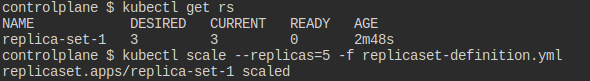 controlplane $ kubectl get rs
NAME            DESIRED   CURRENT   READY   AGE
replica-set-1   3         3         0       2m48s
controlplane $ kubectl scale --replicas=5 -f replicaset-definition.yml
replicaset.apps/replica-set-1 scaled